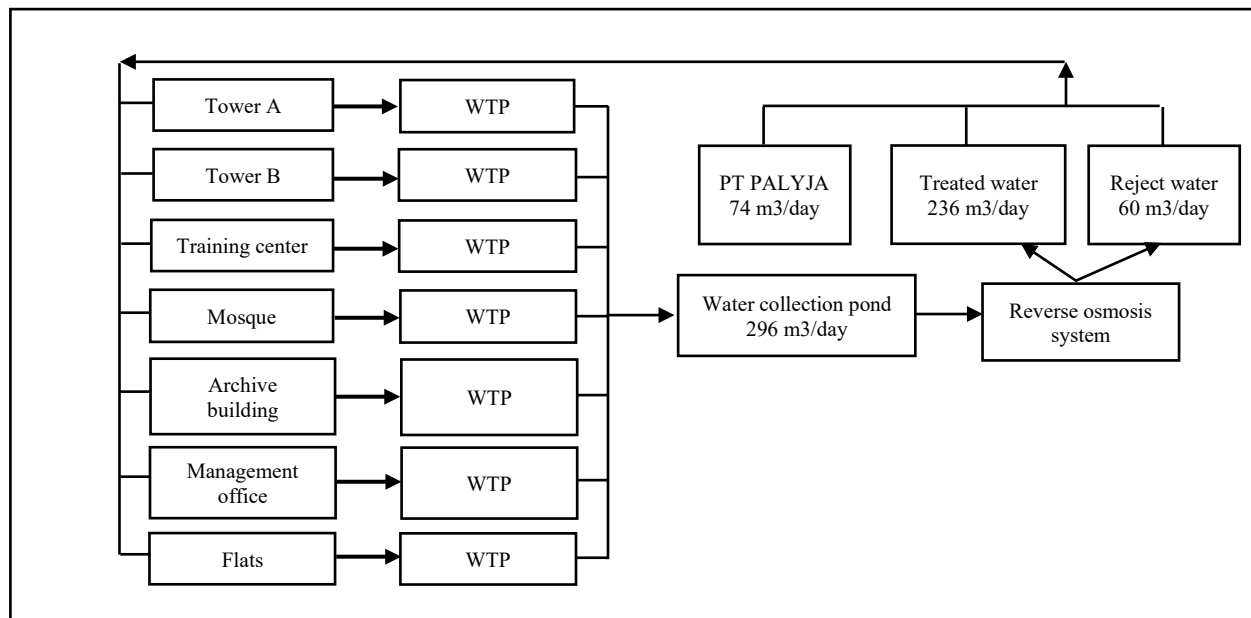 Tower A
WTP
Tower B
WTP
Training center
WTP
Mosque
WTP
Archive
building
WTP
Management
office
WTP
Flats
WTP
PT PALYJA
74 m3/day
Treated water
236 m3/day
Reject water
60 m3/day
Water collection pond
296 m3/day
Reverse osmosis
system